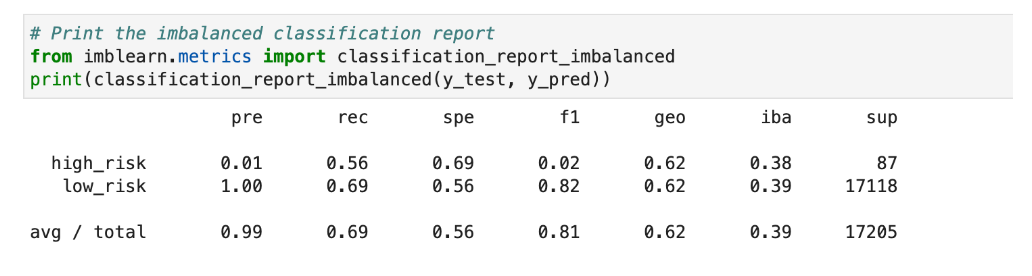 # Print the imbalanced classification report
from imblearn.metrics import classification_report_imbalanced
print(classification_report_imbalanced(y_test, y_pred))
pre rec spe f1 geo iba sup
high_risk 0.01 0.56 0.69 0.02 0.62 0.38 87
low_risk 1.00 0.69 0.56 0.82 0.62 0.39 17118
avg / total 0.99 0.69 0.56 0.81 0.62 0.39 17205